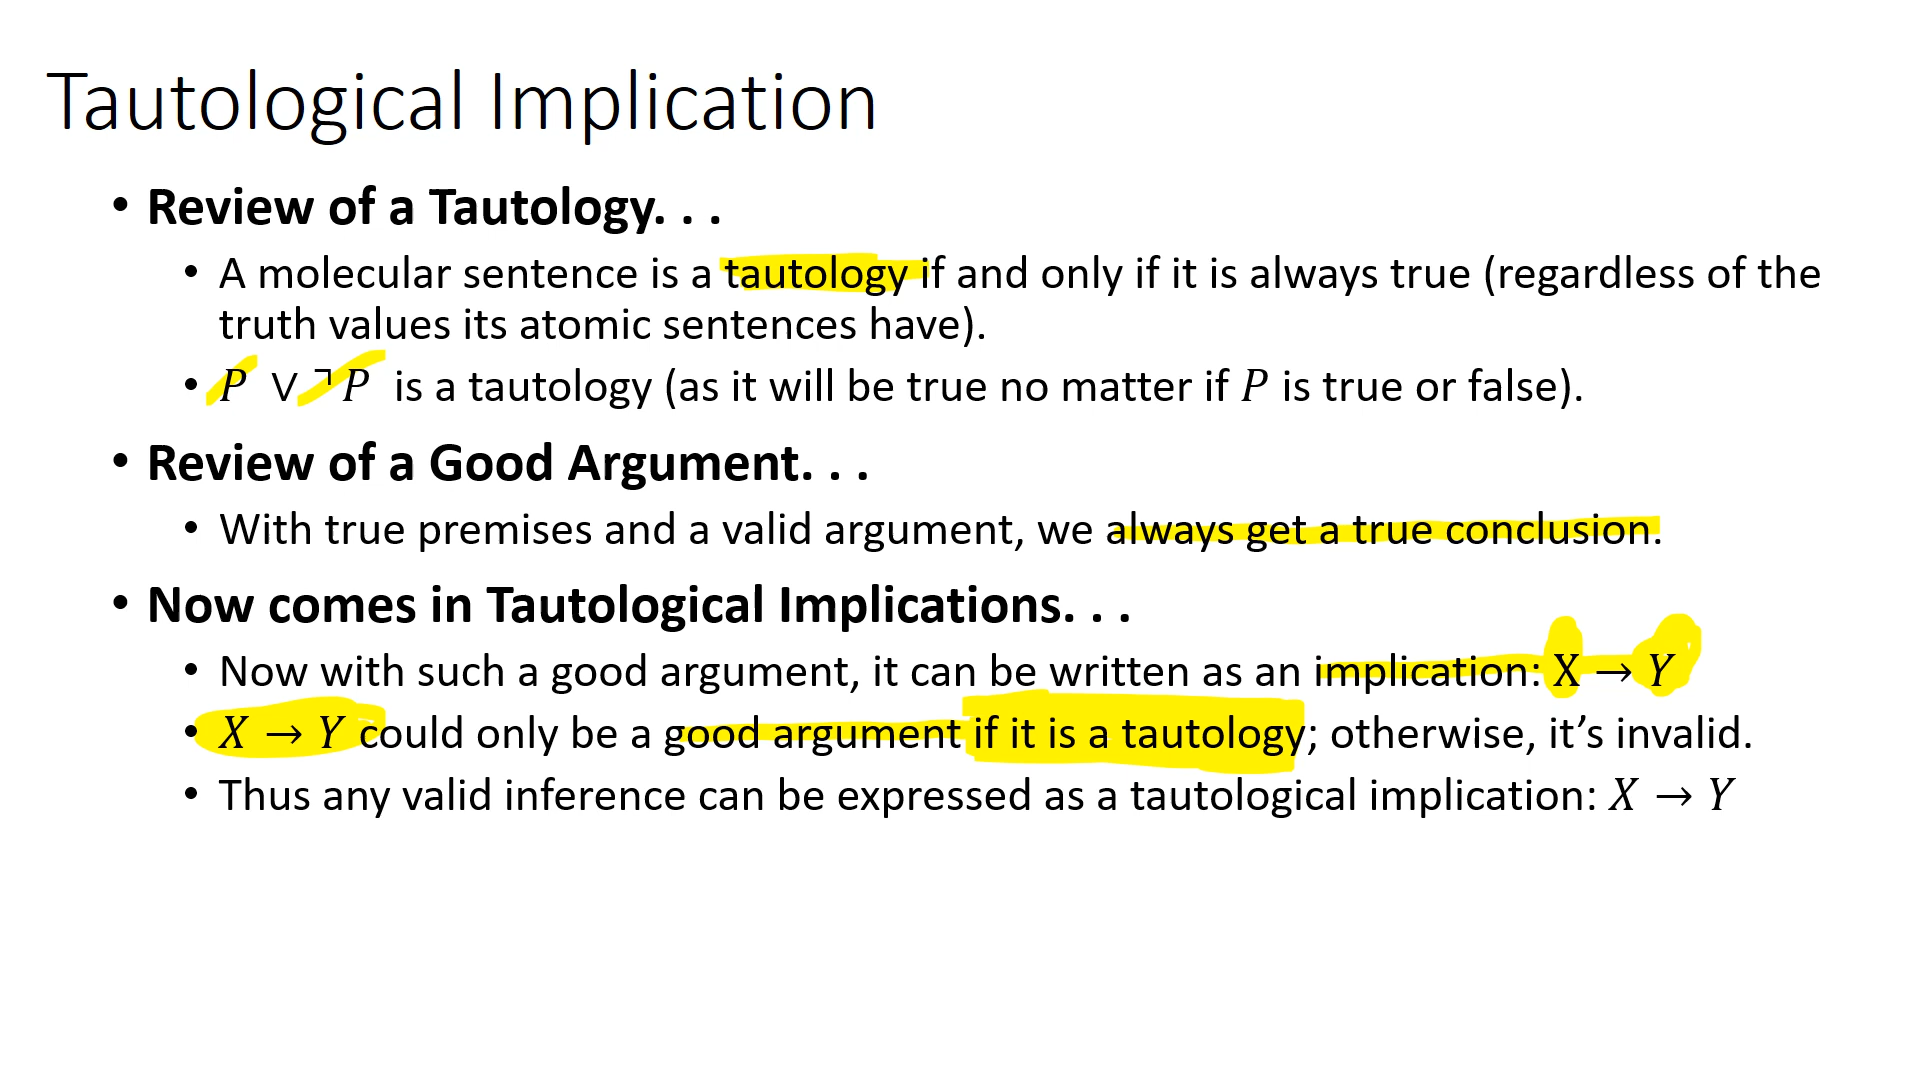 Tautological Implication
• Review of a Tautology. . .
• A molecular sentence is a tautology if and only if it is always true (regardless of the
truth values its atomic sentences have).
• P ∨ ¬ P is a tautology (as it will be true no matter if P is true or false).
• Review of a Good Argument. . .
• With true premises and a valid argument, we always get a true conclusion.
• Now comes in Tautological Implications. . .
• Now with such a good argument, it can be written as an implication: X → Y
• X → Y could only be a good argument if it is a tautology; otherwise, it’s invalid.
• Thus any valid inference can be expressed as a tautological implication: X → Y